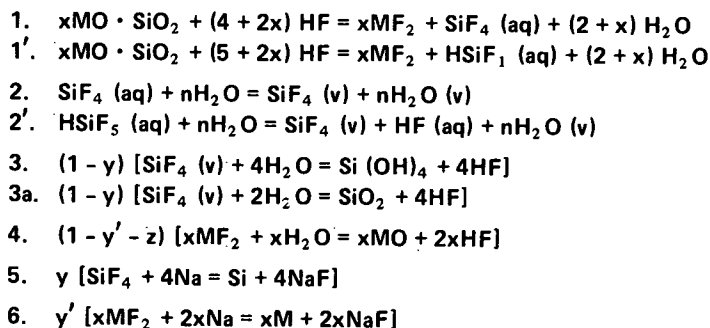 1. xMO · SiO₂ + (4 + 2x) HF = xMF₂ + SiF₄ (aq) + (2 + x) H₂O
1′. xMO · SiO₂ + (5 + 2x) HF = xMF₂ + HSiF₁ (aq) + (2 + x) H₂O
2. SiF₄ (aq) + nH₂O = SiF₄ (v) + nH₂O (v)
2′. HSiF₅ (aq) + nH₂O = SiF₄ (v) + HF (aq) + nH₂O (v)
3. (1 - y) [SiF₄ (v) + 4H₂O = Si (OH)₄ + 4HF]
3a. (1 - y) [SiF₄ (v) + 2H₂O = SiO₂ + 4HF]
4. (1 - y′ - z) [xMF₂ + xH₂O = xMO + 2xHF]
5. y [SiF₄ + 4Na = Si + 4NaF]
6. y′ [xMF₂ + 2xNa = xM + 2xNaF]